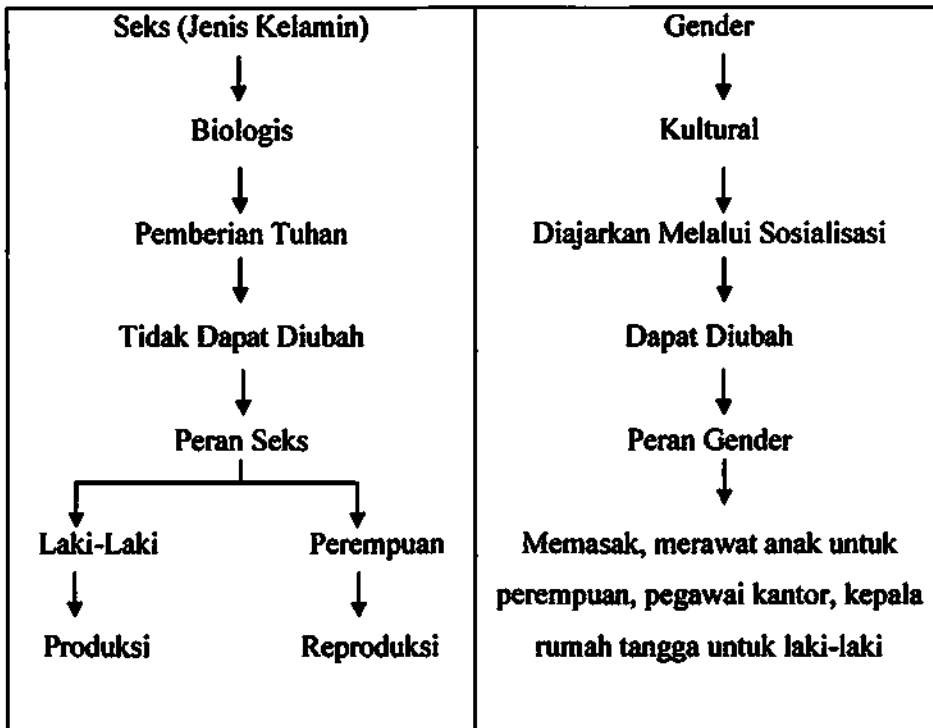 Seks (Jenis Kelamin)
Biologis
Pemberian Tuhan
Tidak Dapat Diubah
Peran Seks
Laki-Laki
Perempuan
Produksi
Reproduksi
Gender
Kultural
Diajarkan Melalui Sosialisasi
Dapat Diubah
Peran Gender
Memasak, merawat anak untuk
perempuan, pegawai kantor, kepala
rumah tangga untuk laki-laki